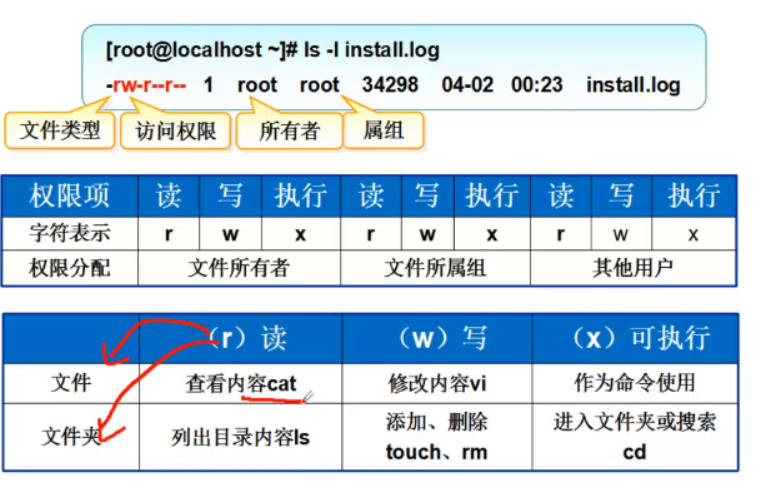 [root@localhost ~]# ls -l install.log
-rw-r--r-- 1 root root 34298 04-02 00:23 install.log
文件类型 访问权限 所有者 属组
权限项 读 写 执行 读 写 执行 读 写 执行
字符表示 r w x r w x r w x
权限分配 文件所有者 文件所属组 其他用户
（r）读 （w）写 （x）可执行
文件 查看内容cat 修改内容vi 作为命令使用
文件夹 列出目录内容ls 添加、删除 touch、rm 进入文件夹或搜索 cd